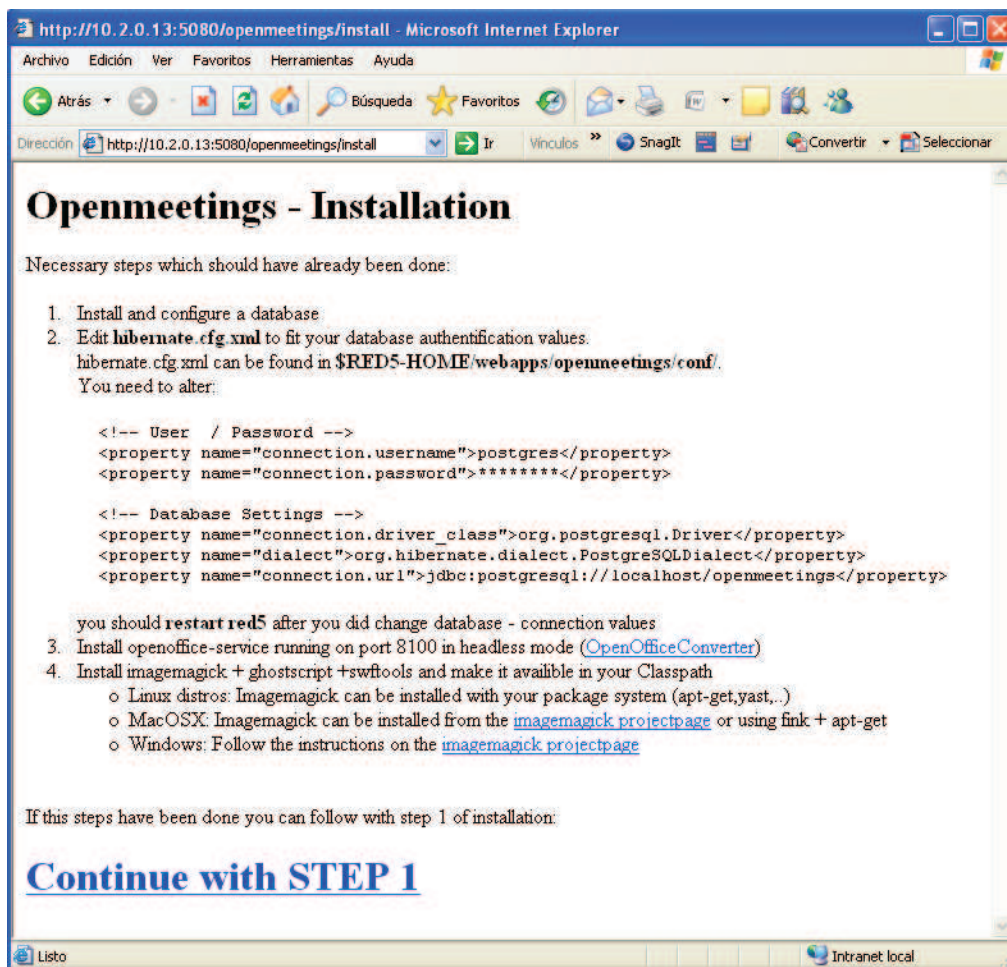 http://10.2.0.13:5080/openmeetings/install - Microsoft Internet Explorer
Archivo Edición Ver Favoritos Herramientas Ayuda
Atrás Búsqueda Favoritos
Dirección http://10.2.0.13:5080/openmeetings/install Ir Vínculos » SnagIt Convertir Seleccionar
Openmeetings - Installation
Necessary steps which should have already been done:
1. Install and configure a database
2. Edit hibernate.cfg.xml to fit your database authentification values.
hibernate.cfg.xml can be found in $RED5-HOME/webapps/openmeetings/conf/.
You need to alter:
<!-- User / Password -->
<property name="connection.username">postgres</property>
<property name="connection.password">********</property>
<!-- Database Settings -->
<property name="connection.driver_class">org.postgresql.Driver</property>
<property name="dialect">org.hibernate.dialect.PostgreSQLDialect</property>
<property name="connection.url">jdbc:postgresql://localhost/openmeetings</property>
you should restart red5 after you did change database - connection values
3. Install openoffice-service running on port 8100 in headless mode (OpenOfficeConverter)
4. Install imagemagick + ghostscript +swftools and make it availible in your Classpath
o Linux distros: Imagemagick can be installed with your package system (apt-get,yast,..)
o MacOSX: Imagemagick can be installed from the imagemagick projectpage or using fink + apt-get
o Windows: Follow the instructions on the imagemagick projectpage
If this steps have been done you can follow with step 1 of installation:
Continue with STEP 1
Listo Intranet local